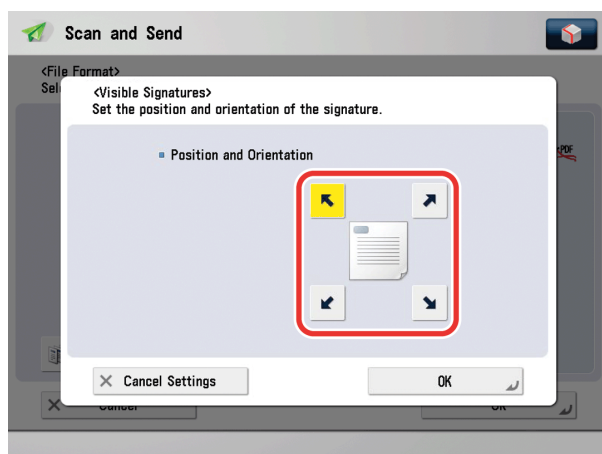 Scan and Send
<File Format>
Sel
<Visible Signatures>
Set the position and orientation of the signature.
Position and Orientation
PDF
Cancel Settings
OK
Cancel
OK